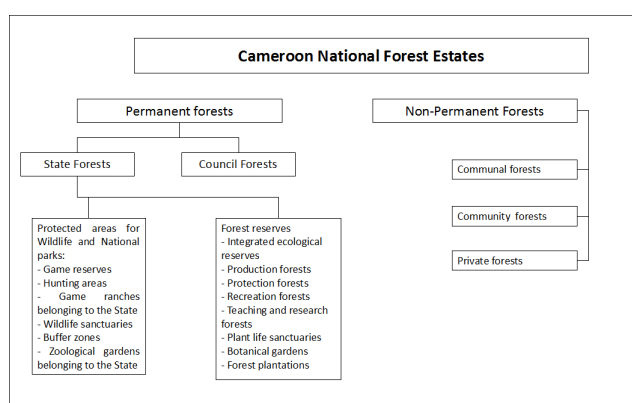 Cameroon National Forest Estates
Permanent forests
Non-Permanent Forests
State Forests
Council Forests
Communal forests
Community forests
Private forests
Protected areas for
Wildlife and National
parks:
- Game reserves
- Hunting areas
- Game ranches
belonging to the State
- Wildlife sanctuaries
- Buffer zones
- Zoological gardens
belonging to the State
Forest reserves
- Integrated ecological
reserves
- Production forests
- Protection forests
- Recreation forests
- Teaching and research
forests
- Plant life sanctuaries
- Botanical gardens
- Forest plantations